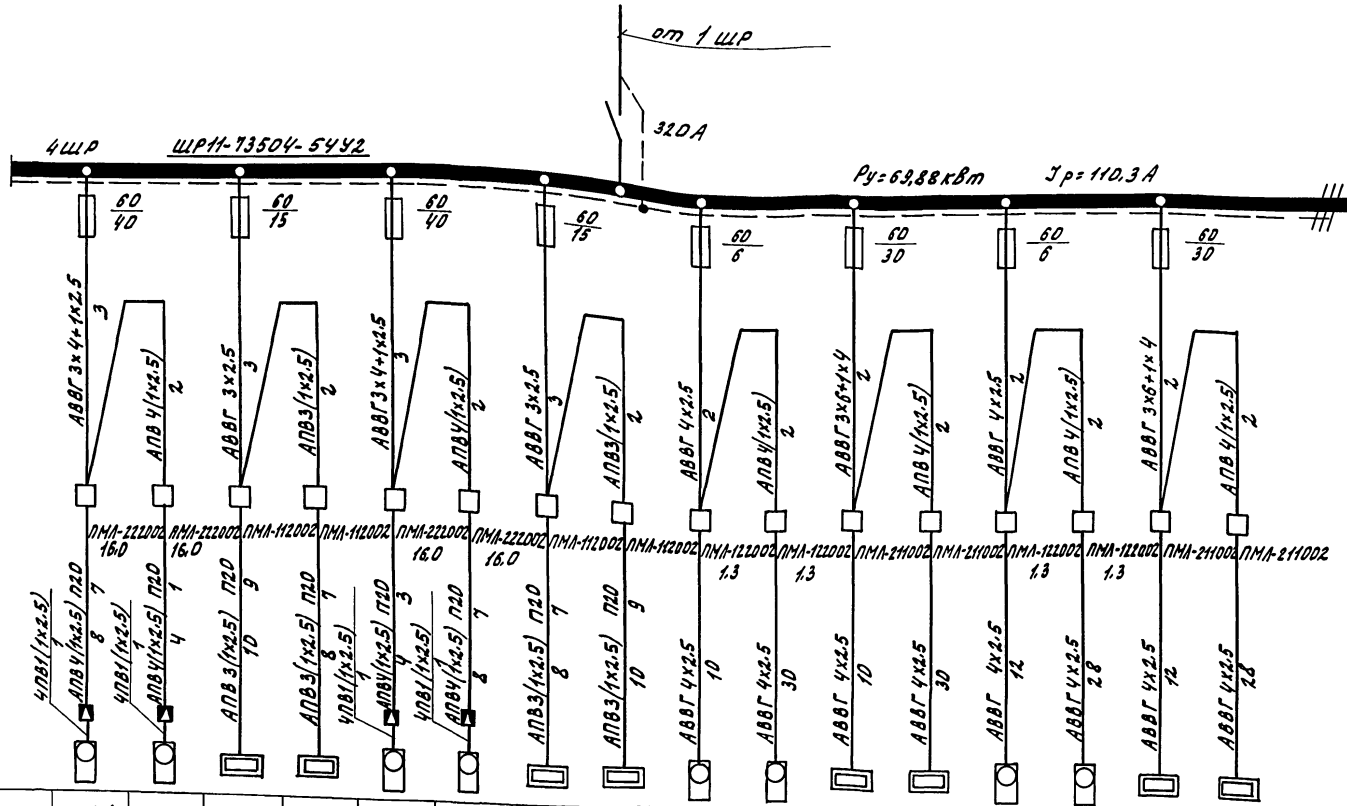 от 1 ШР
320А
4ШР
ШР11-73504-54У2
Ру=69,88 кВт
Iр=110,3 А
60
40
60
15
60
40
60
15
60
6
60
30
60
6
60
30
АВВГ 3х4+1х2.5
3
АПВ 4(1х2.5)
2
АВВГ 3х2.5
3
АПВ3(1х2.5)
2
АВВГ 3х4+1х2.5
3
АПВ4(1х2.5)
2
АВВГ 3х2.5
3
АПВ3(1х2.5)
2
АВВГ 4х2.5
2
АПВ4(1х2.5)
2
АВВГ 3х6+1х4
2
АПВ4(1х2.5)
2
АВВГ 4х2.5
2
АПВ 4(1х2.5)
2
АВВГ 3х6+1х4
2
АПВ 4(1х2.5)
2
ПМЛ-222002
16.0
ПМЛ-222002
16.0
ПМЛ-112002
ПМЛ-112002
ПМЛ-222002
16.0
ПМЛ-222002
16.0
ПМЛ-112002
ПМЛ-112002
ПМЛ-122002
1.3
ПМЛ-122002
1.3
ПМЛ-211002
ПМЛ-211002
ПМЛ-122002
1.3
ПМЛ-122002
1.3
ПМЛ-211002
ПМЛ-211002
4ПВ1(1х2.5)
1
АПВ4(1х2.5) П20
8 7
4ПВ1(1х2.5)
1
АПВ4(1х2.5) П20
4 1
АПВ 3(1х2.5) П20
10 9
АПВ3(1х2.5) П20
8 7
4ПВ1(1х2.5)
1
АПВ4(1х2.5) П20
4 3
4ПВ1(1х2.5)
1
АПВ4(1х2.5) П20
8 7
АПВ3(1х2.5) П20
8 7
АПВ3(1х2.5) П20
10 9
АВВГ 4х2.5
10
АВВГ 4х2.5
30
АВВГ 4х2.5
10
АВВГ 4х2.5
30
АВВГ 4х2.5
12
АВВГ 4х2.5
28
АВВГ 4х2.5
12
АВВГ 4х2.5
28